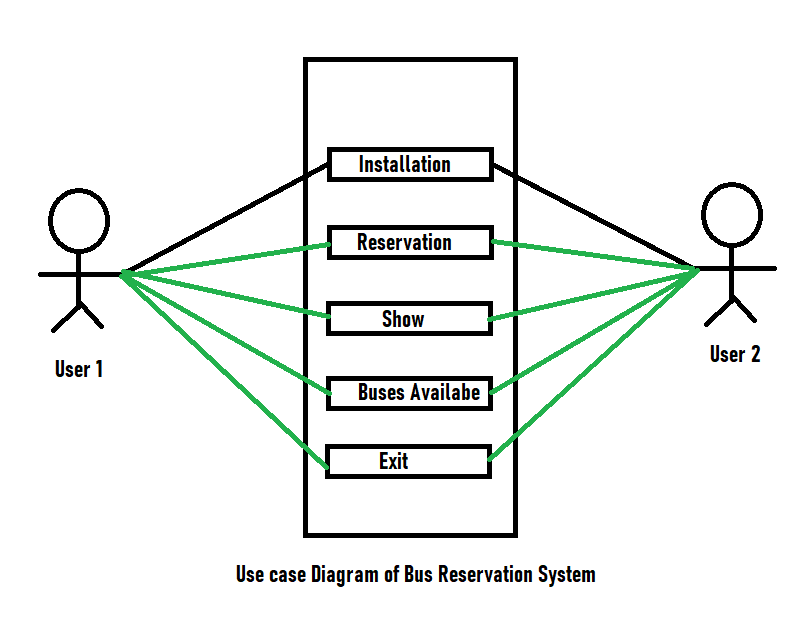 Installation
Reservation
Show
Buses Availabe
Exit
User 1
User 2
Use case Diagram of Bus Reservation System